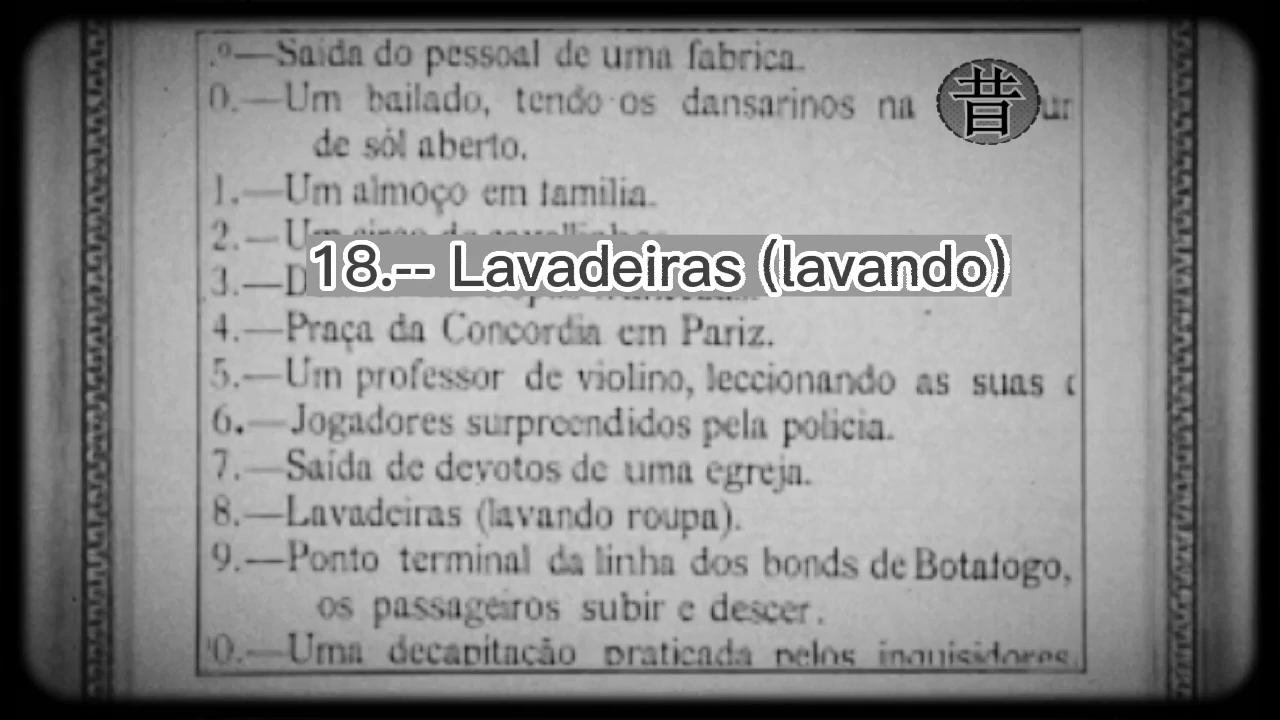 .º—Saida do pessoal de uma fabrica.
0.—Um bailado, tendo os dansarinos na
昔
de sól aberto.
1.—Um almoço em familia.
2.—Um
18.-- Lavadeiras (lavando)
3.—D
4.—Praça da Concordia em Pariz.
5.—Um professor de violino, leccionando as suas
6.—Jogadores surpreendidos pela policia.
7.—Saida de devotos de uma egreja.
8.—Lavadeiras (lavando roupa).
9.—Ponto terminal da linha dos bonds de Botafogo,
os passageiros subir e descer.
0.—Uma decapitação praticada pelos inquisidores.